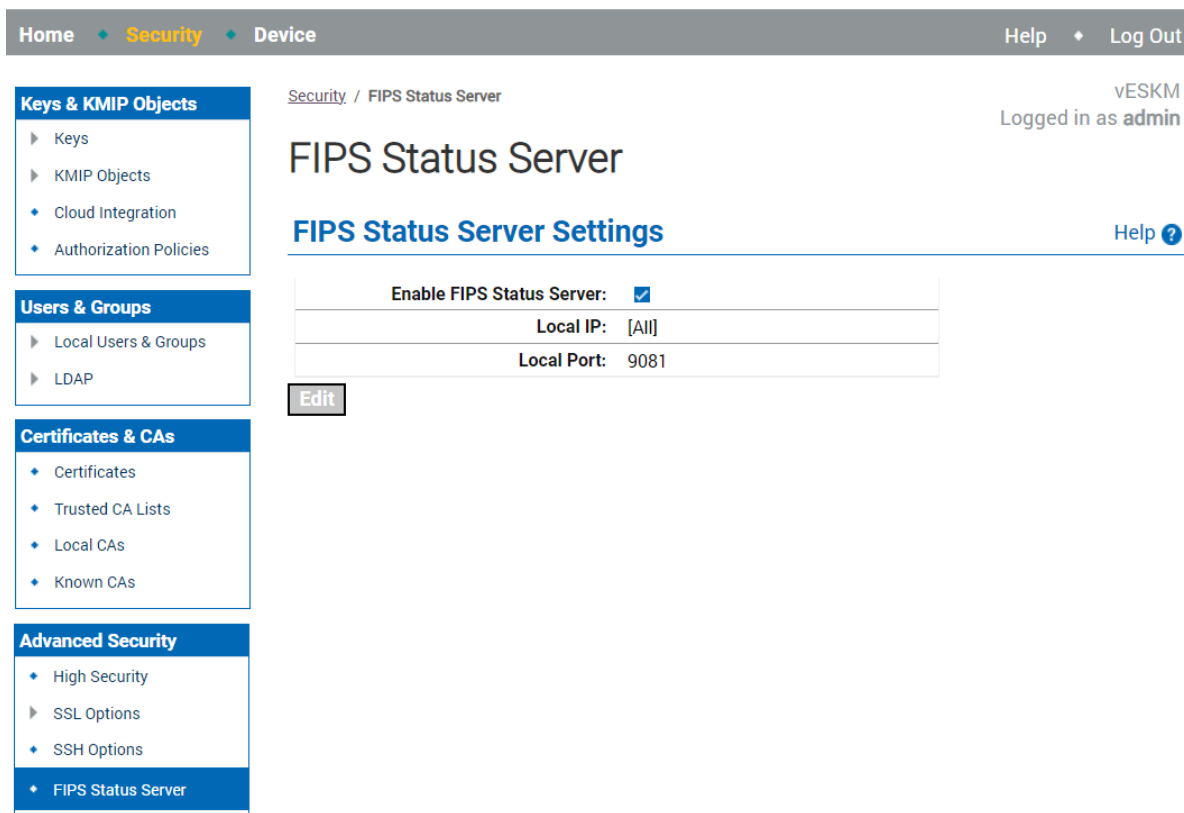 Home Security Device Help Log Out
vESKM
Logged in as admin
Keys & KMIP Objects
Keys
KMIP Objects
Cloud Integration
Authorization Policies
Users & Groups
Local Users & Groups
LDAP
Certificates & CAs
Certificates
Trusted CA Lists
Local CAs
Known CAs
Advanced Security
High Security
SSL Options
SSH Options
FIPS Status Server
Security / FIPS Status Server
FIPS Status Server
FIPS Status Server Settings Help ?
Enable FIPS Status Server:
Local IP: [All]
Local Port: 9081
Edit